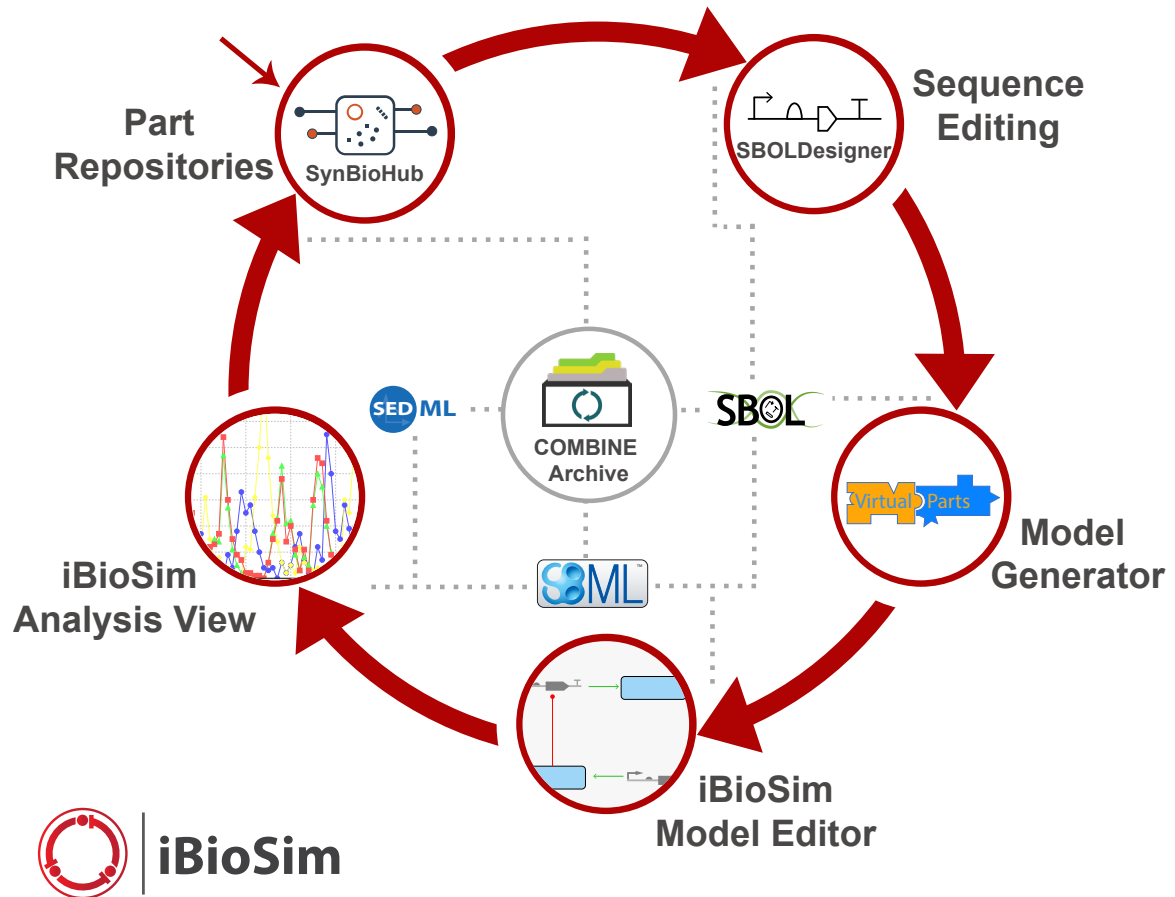 Part
Repositories
SynBioHub
SBOLDesigner
Sequence
Editing
SED ML
COMBINE
Archive
SBOL
Virtual Parts
Model
Generator
SBML™
iBioSim
Analysis View
iBioSim
Model Editor
iBioSim